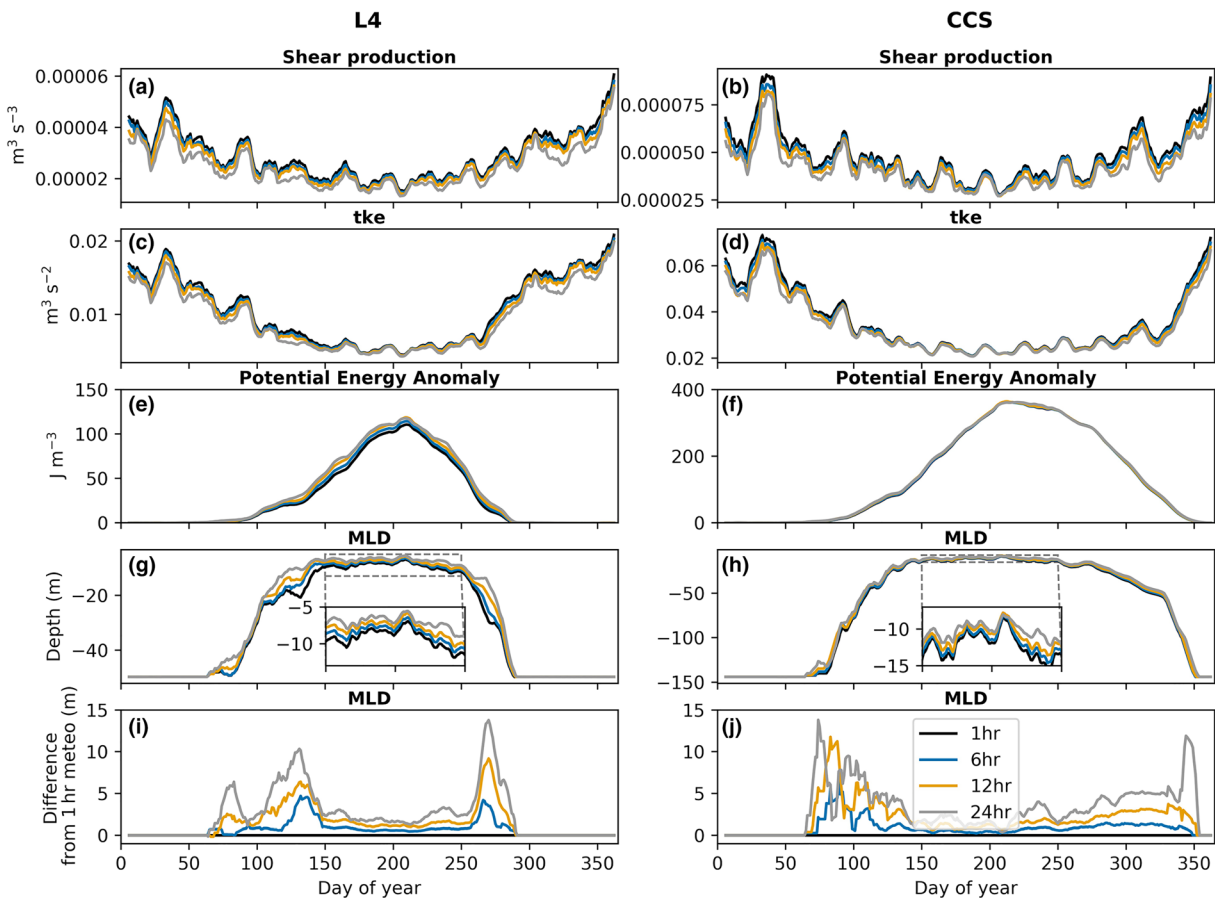 L4
CCS
Shear production
Shear production
(a)
(b)
0.00006
0.00004
0.00002
m³ s⁻³
0.000075
0.000050
0.000025
tke
tke
(c)
(d)
0.02
0.01
m³ s⁻²
0.06
0.04
0.02
Potential Energy Anomaly
Potential Energy Anomaly
(e)
(f)
150
100
50
0
J m⁻³
400
200
0
MLD
MLD
(g)
(h)
−20
−40
Depth (m)
−5
−10
0
−50
−100
−150
−10
−15
MLD
MLD
(i)
(j)
15
10
5
0
Difference
from 1 hr meteo (m)
15
10
5
0
1hr
6hr
12hr
24hr
0 50 100 150 200 250 300 350
0 50 100 150 200 250 300 350
Day of year
Day of year